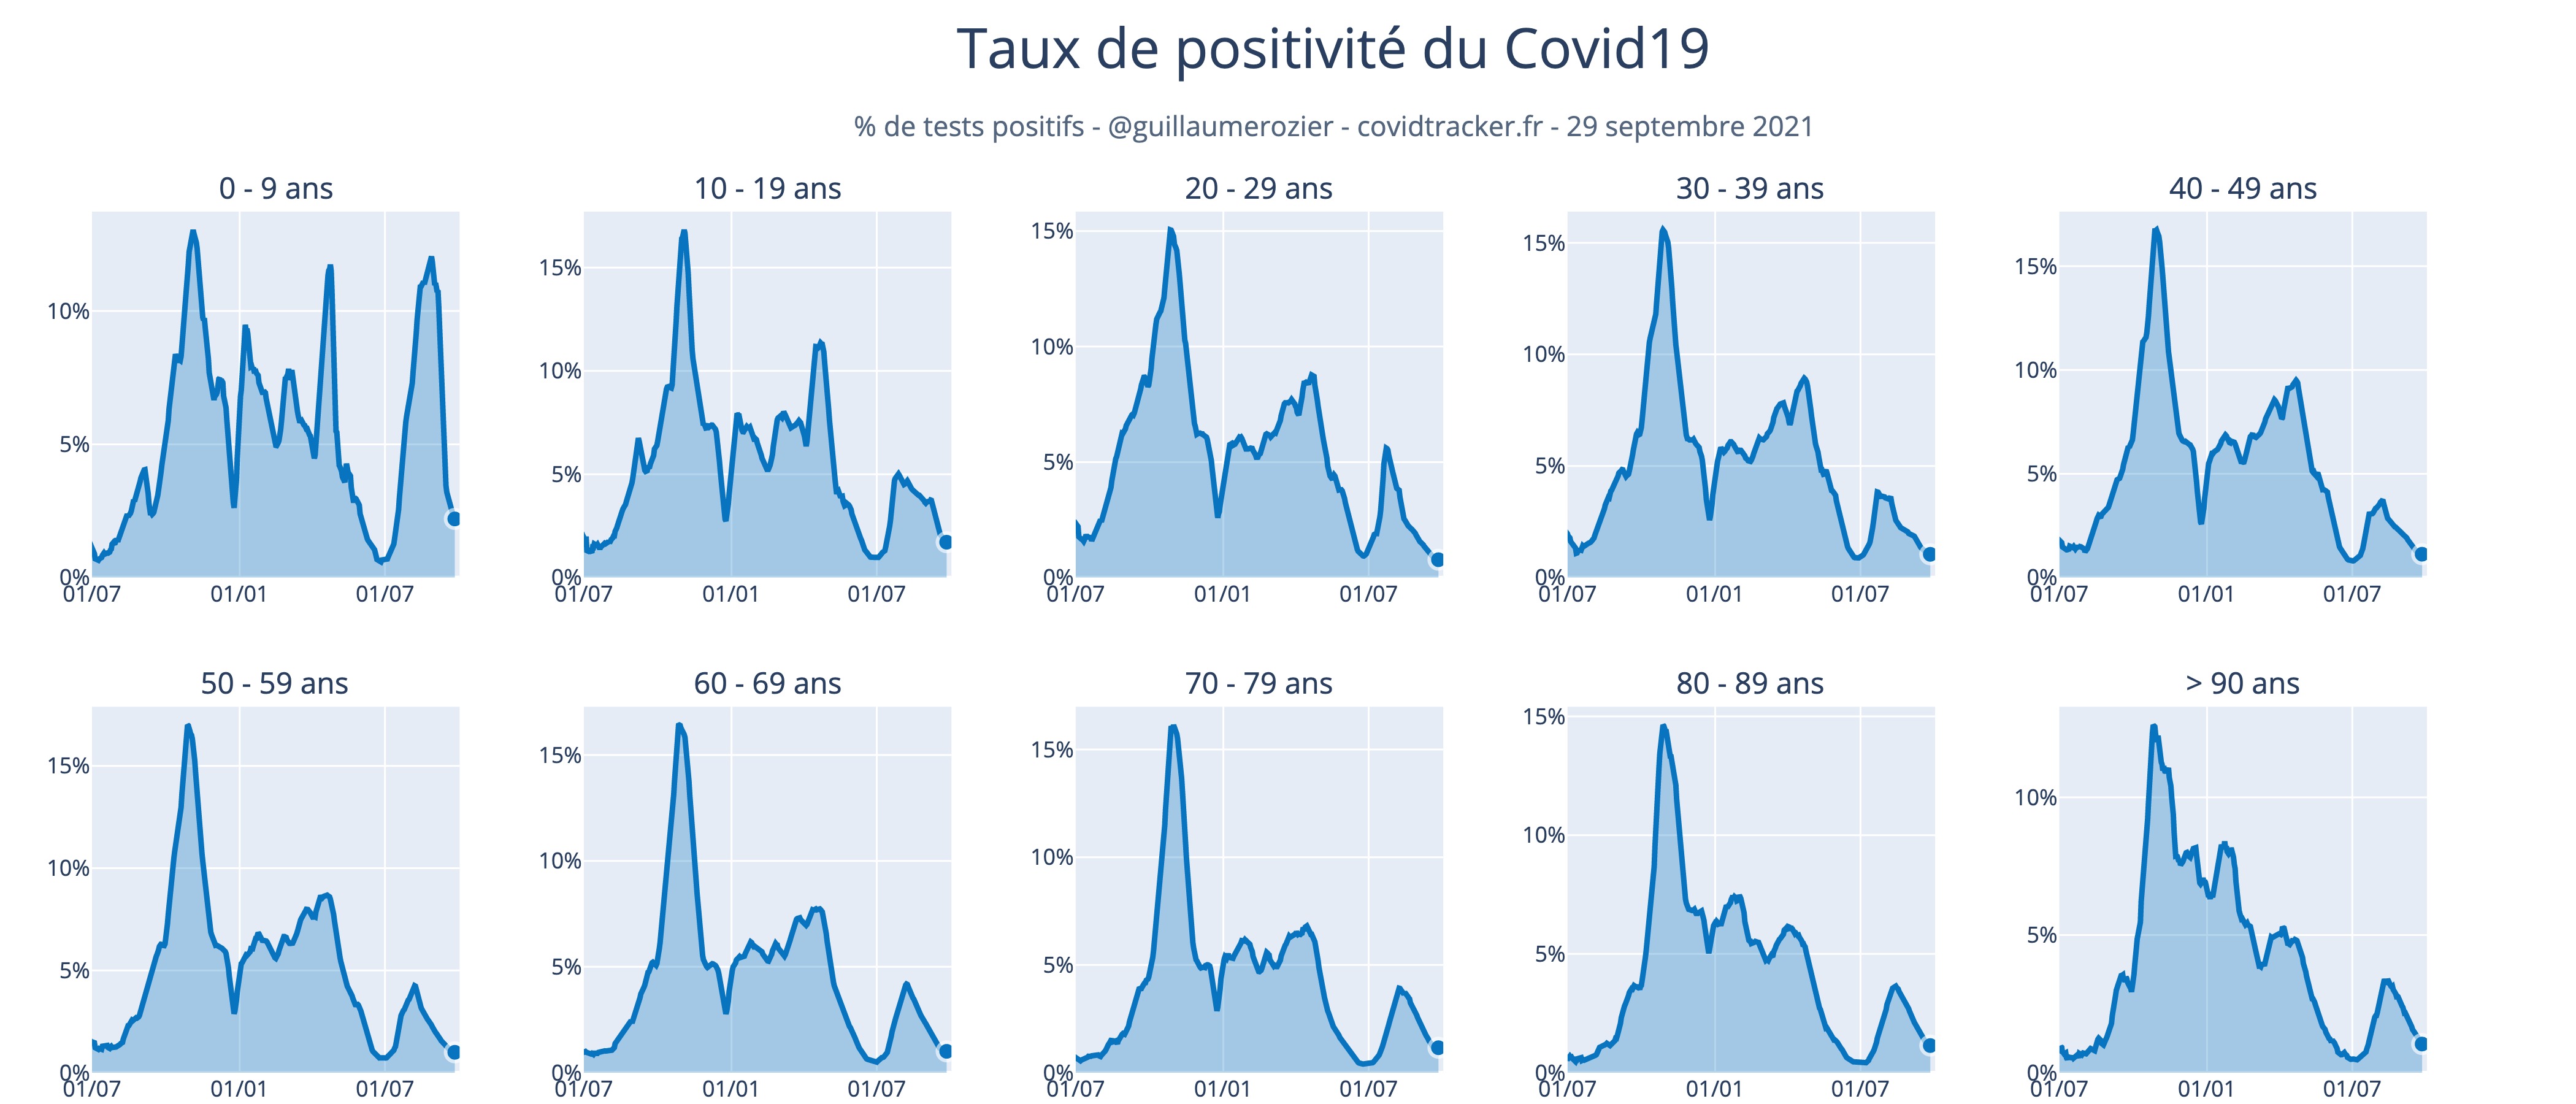 Taux de positivité du Covid19
% de tests positifs - @guillaumerozier - covidtracker.fr - 29 septembre 2021
0 - 9 ans
10%
5%
0%
01/07 01/01 01/07
10 - 19 ans
15%
10%
5%
0%
01/07 01/01 01/07
20 - 29 ans
15%
10%
5%
0%
01/07 01/01 01/07
30 - 39 ans
15%
10%
5%
0%
01/07 01/01 01/07
40 - 49 ans
15%
10%
5%
0%
01/07 01/01 01/07
50 - 59 ans
15%
10%
5%
0%
01/07 01/01 01/07
60 - 69 ans
15%
10%
5%
0%
01/07 01/01 01/07
70 - 79 ans
15%
10%
5%
0%
01/07 01/01 01/07
80 - 89 ans
15%
10%
5%
0%
01/07 01/01 01/07
> 90 ans
10%
5%
0%
01/07 01/01 01/07